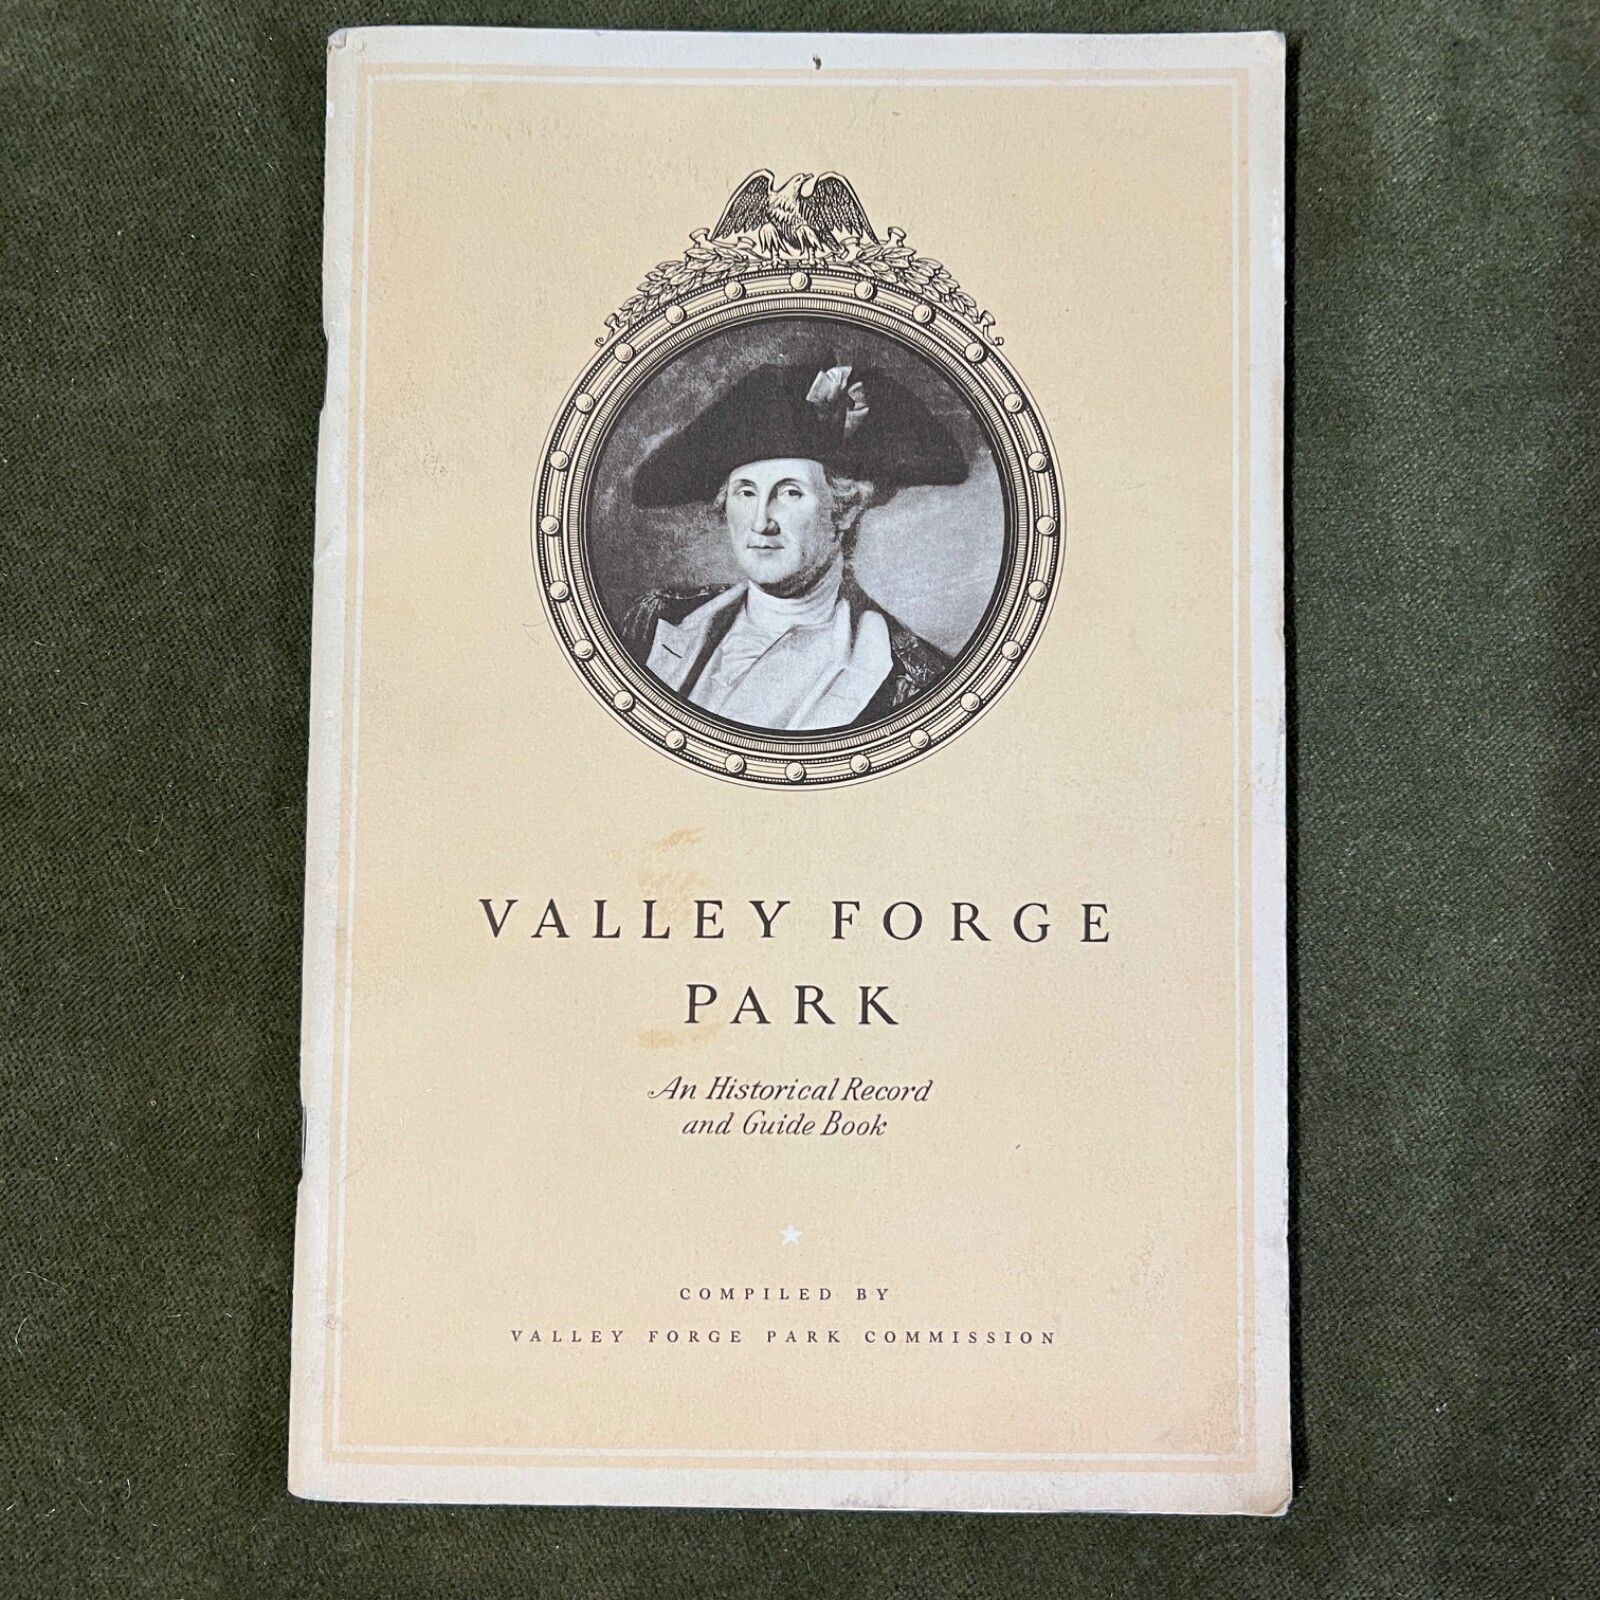 VALLEY FORGE
PARK
An Historical Record
and Guide Book
COMPILED BY
VALLEY FORGE PARK COMMISSION